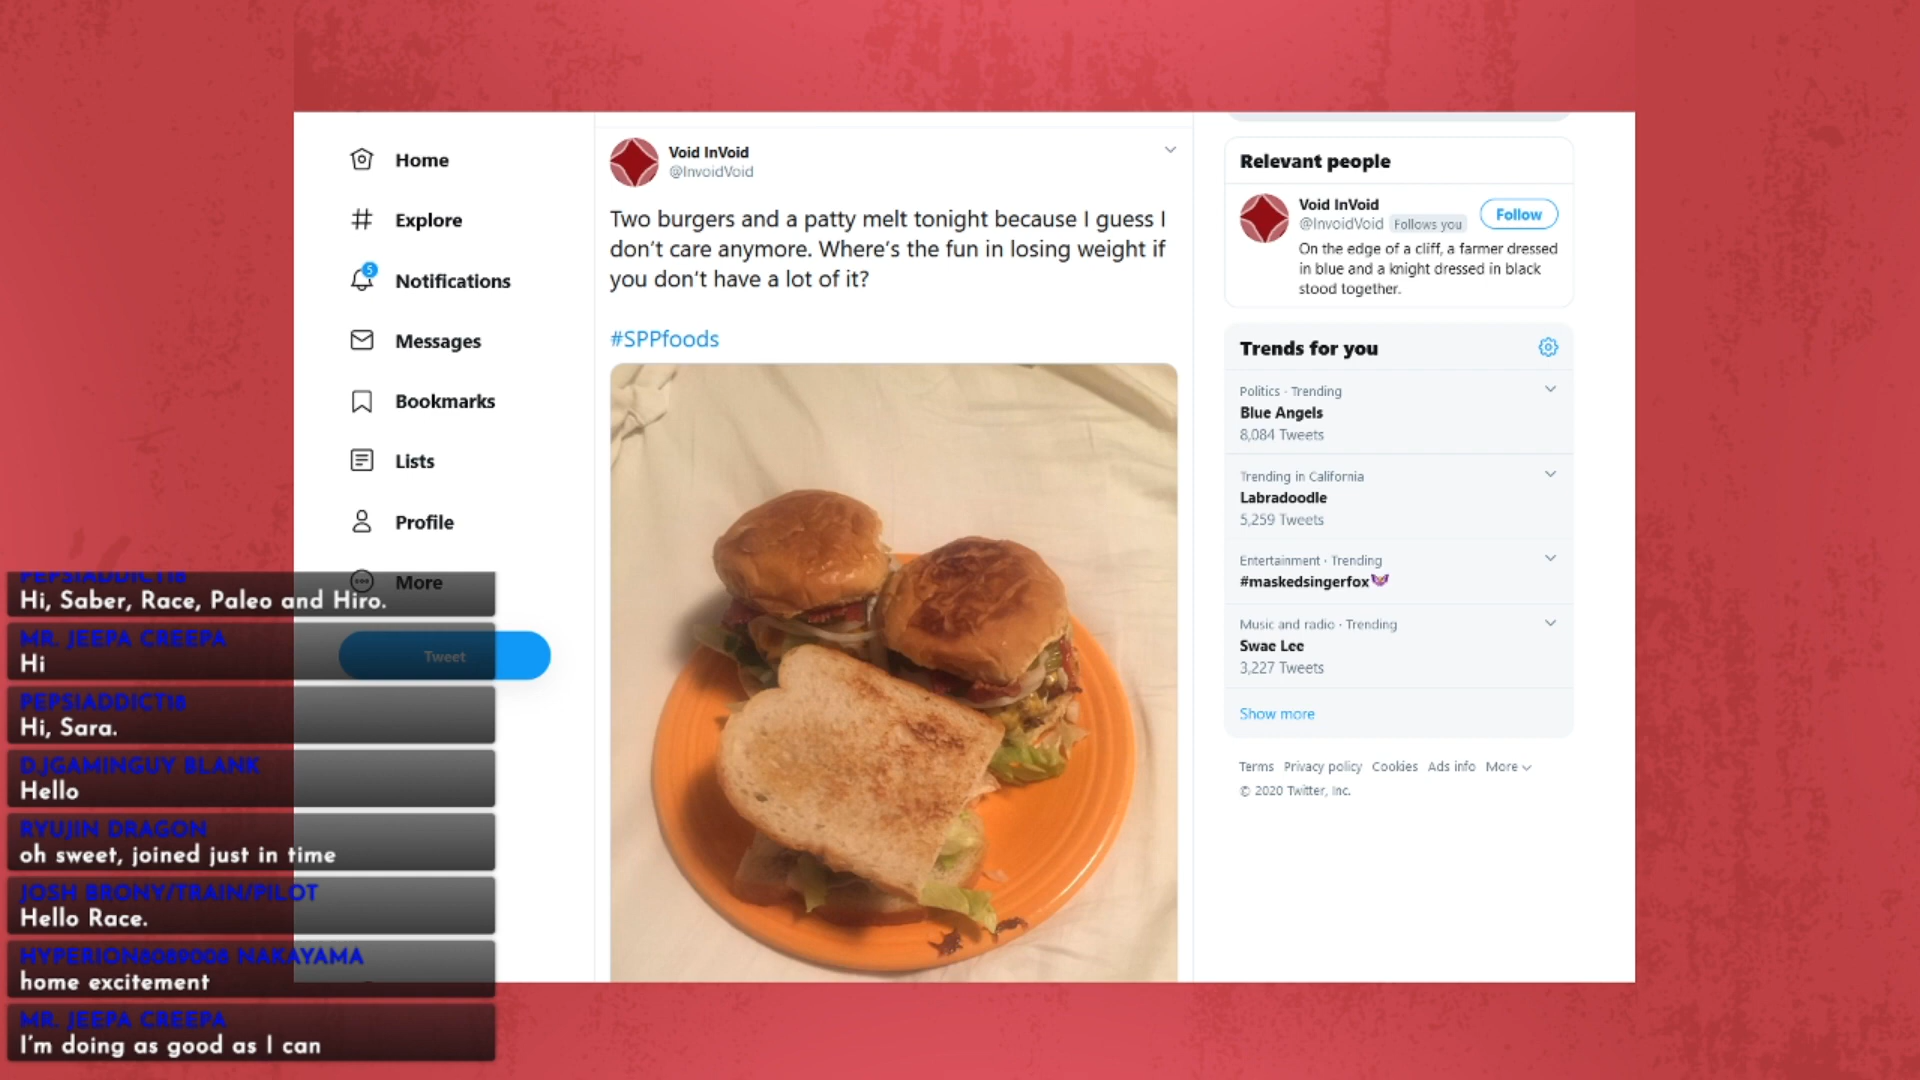 Home
Explore
5
Notifications
Messages
Bookmarks
Lists
Profile
More
Tweet
Void InVoid
@InvoidVoid
Two burgers and a patty melt tonight because I guess I
don't care anymore. Where's the fun in losing weight if
you don't have a lot of it?
#SPPfoods
Relevant people
Void InVoid
@InvoidVoid Follows you
Follow
On the edge of a cliff, a farmer dressed
in blue and a knight dressed in black
stood together.
Trends for you
Politics · Trending
Blue Angels
8,084 Tweets
Trending in California
Labradoodle
5,259 Tweets
Entertainment · Trending
#maskedsingerfox
Music and radio · Trending
Swae Lee
3,227 Tweets
Show more
Terms Privacy policy Cookies Ads info More
© 2020 Twitter, Inc.
PEPSIADDICT18
Hi, Saber, Race, Paleo and Hiro.
MR. JEEPA CREEPA
Hi
PEPSIADDICT18
Hi, Sara.
DJGAMINGUY BLANK
Hello
RYUJIN DRAGON
oh sweet, joined just in time
JOSH BRONY/TRAIN/PILOT
Hello Race.
NAKAYAMA
home excitement
MR. JEEPA CREEPA
I'm doing as good as I can